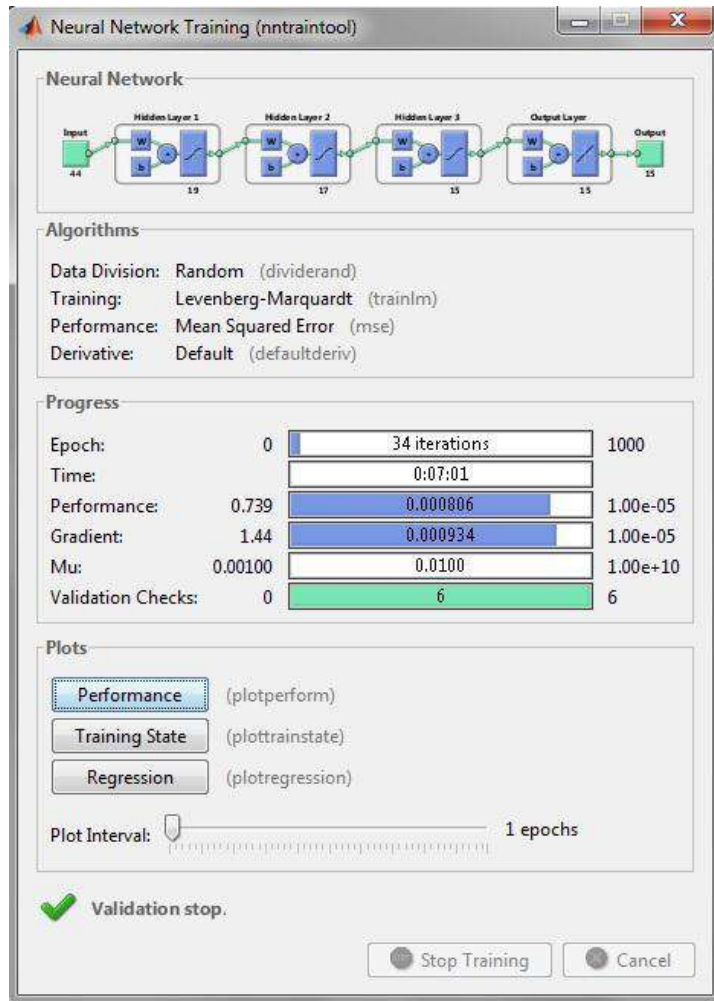 Neural Network Training (nntraintool)
Neural Network
Hidden Layer 1 Hidden Layer 2 Hidden Layer 3 Output Layer
Input Output
W W W W
+ + + +
b b b b
44 15
19 17 15 15
Algorithms
Data Division: Random (dividerand)
Training: Levenberg-Marquardt (trainlm)
Performance: Mean Squared Error (mse)
Derivative: Default (defaultderiv)
Progress
Epoch: 0 34 iterations 1000
Time: 0:07:01
Performance: 0.739 0.000806 1.00e-05
Gradient: 1.44 0.000934 1.00e-05
Mu: 0.00100 0.0100 1.00e+10
Validation Checks: 0 6 6
Plots
Performance (plotperform)
Training State (plottrainstate)
Regression (plotregression)
Plot Interval: 1 epochs
Validation stop.
Stop Training Cancel